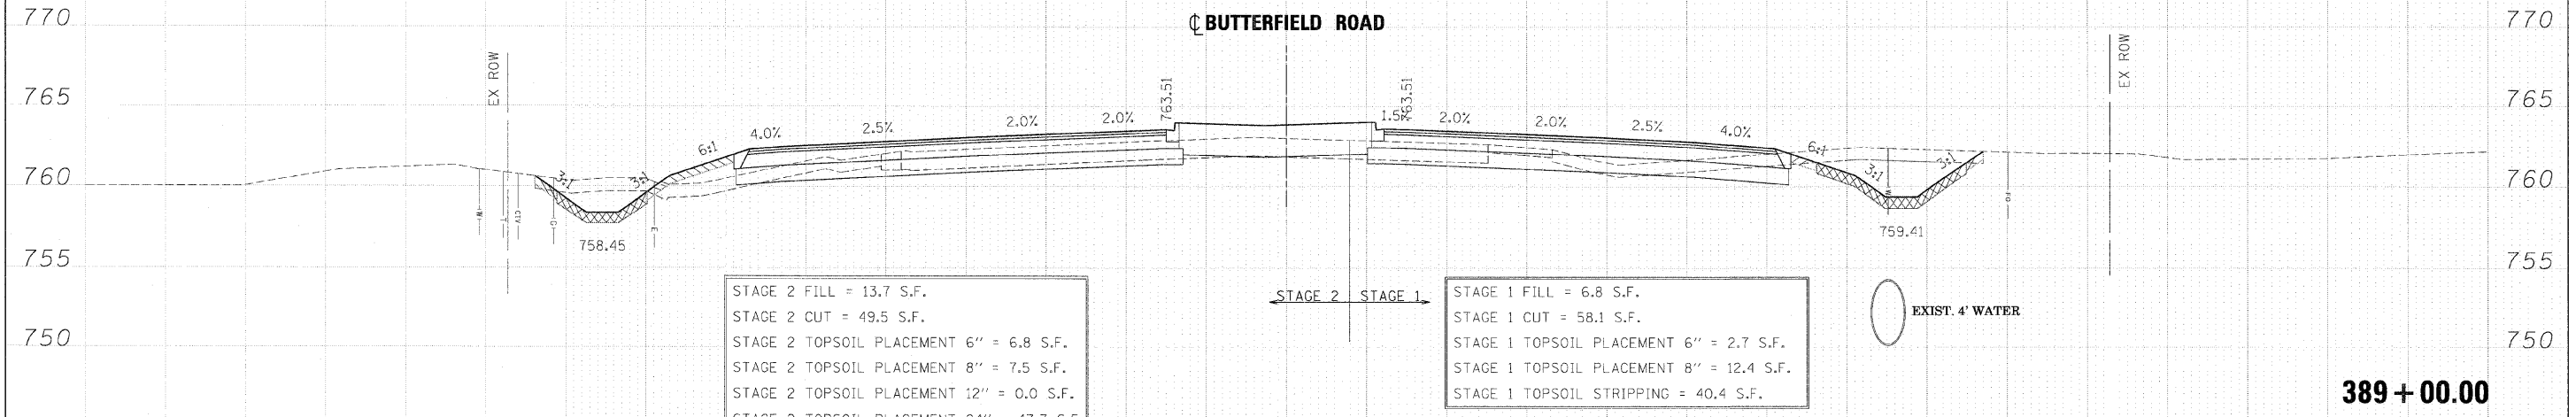 770
℄ BUTTERFIELD ROAD
770
EX ROW
763.51
763.51
EX ROW
765
4.0%
2.5%
2.0%
2.0%
1.5%
2.0%
2.0%
2.5%
4.0%
765
6:1
6:1
760
3:1
3:1
3:1
3:1
760
W
T
CTV
G
E
W
FO
758.45
759.41
755
755
STAGE 2 FILL = 13.7 S.F.
STAGE 2 CUT = 49.5 S.F.
STAGE 2 TOPSOIL PLACEMENT 6" = 6.8 S.F.
STAGE 2 TOPSOIL PLACEMENT 8" = 7.5 S.F.
STAGE 2 TOPSOIL PLACEMENT 12" = 0.0 S.F.
STAGE 2
STAGE 1
STAGE 1 FILL = 6.8 S.F.
STAGE 1 CUT = 58.1 S.F.
STAGE 1 TOPSOIL PLACEMENT 6" = 2.7 S.F.
STAGE 1 TOPSOIL PLACEMENT 8" = 12.4 S.F.
STAGE 1 TOPSOIL STRIPPING = 40.4 S.F.
EXIST. 4' WATER
750
750
389 + 00.00